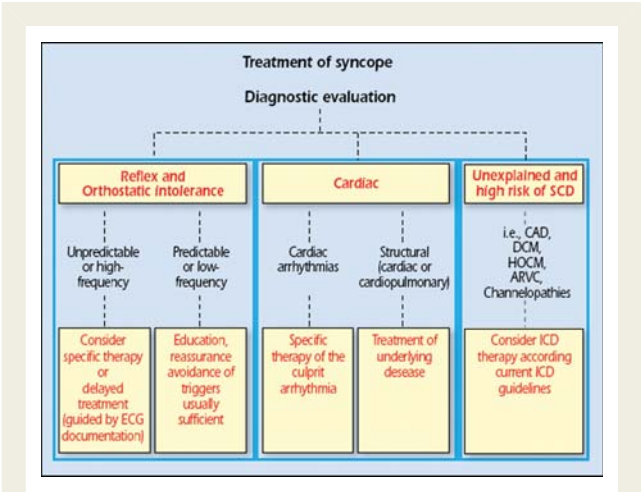 Treatment of syncope
Diagnostic evaluation
Reflex and
Orthostatic intolerance
Cardiac
Unexplained and
high risk of SCD
Unpredictable
or high-
frequency
Predictable
or low-
frequency
Cardiac
arrhythmias
Structural
(cardiac or
cardiopulmonary)
i.e., CAD,
DCM,
HOCM,
ARVC,
Channelopathies
Consider
specific therapy
or
delayed
treatment
(guided by ECG
documentation)
Education,
reassurance
avoidance of
triggers
usually
sufficient
Specific
therapy of the
culprit
arrhythmia
Treatment of
underlying
desease
Consider ICD
therapy according
current ICD
guidelines